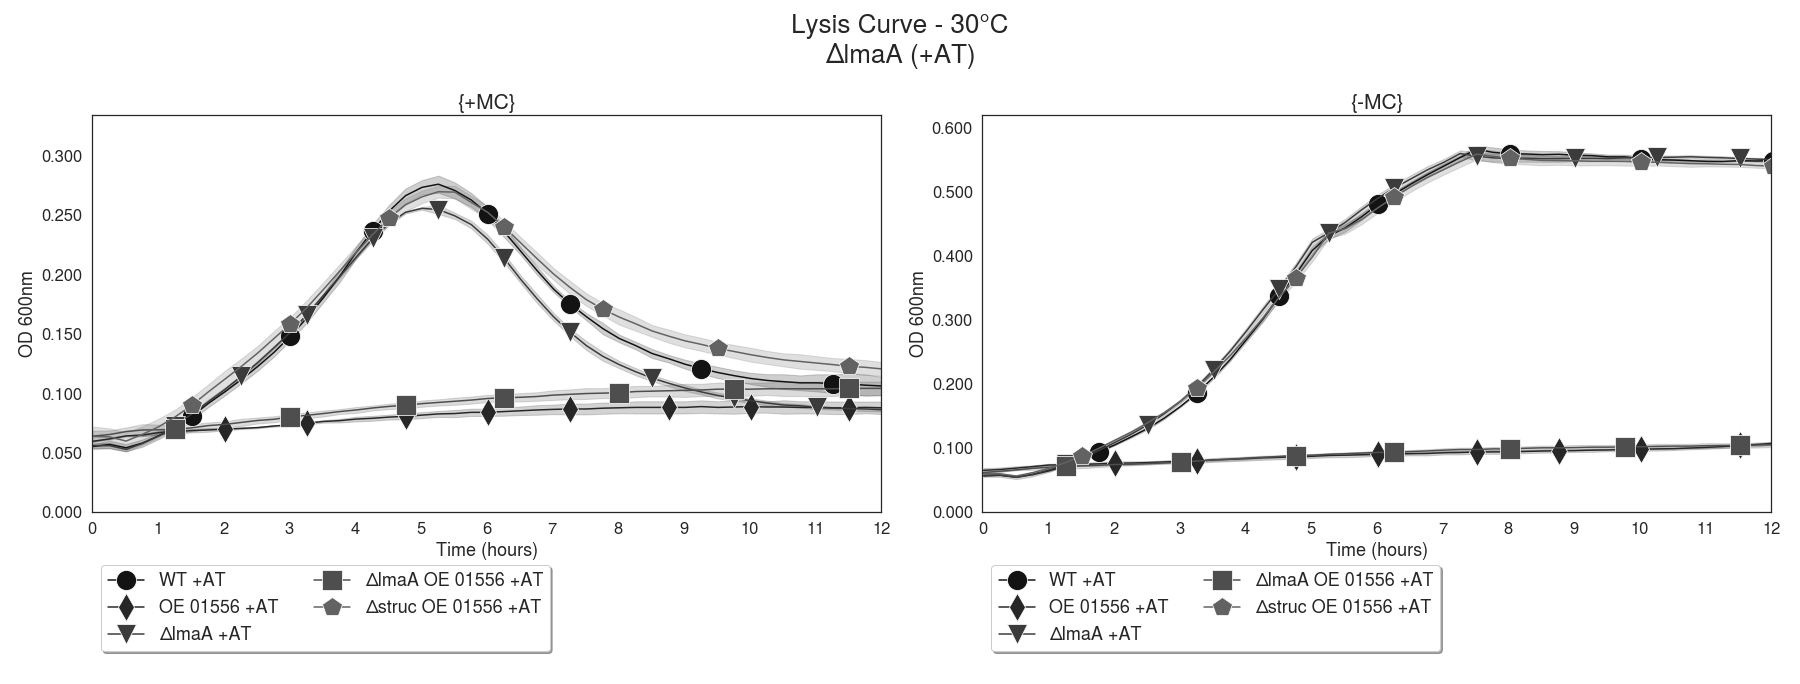 Lysis Curve - 30°C
ΔlmaA (+AT)
{+MC}
0.300
0.250
0.200
0.150
0.100
0.050
0.000
OD 600nm
0 1 2 3 4 5 6 7 8 9 10 11 12
Time (hours)
WT +AT
OE 01556 +AT
ΔlmaA +AT
ΔlmaA OE 01556 +AT
Δstruc OE 01556 +AT
{-MC}
0.600
0.500
0.400
0.300
0.200
0.100
0.000
OD 600nm
0 1 2 3 4 5 6 7 8 9 10 11 12
Time (hours)
WT +AT
OE 01556 +AT
ΔlmaA +AT
ΔlmaA OE 01556 +AT
Δstruc OE 01556 +AT